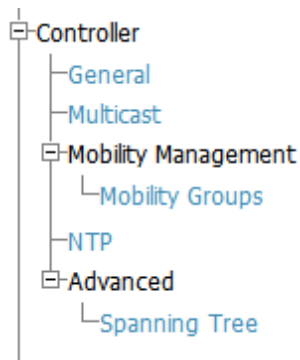 Controller
General
Multicast
Mobility Management
Mobility Groups
NTP
Advanced
Spanning Tree